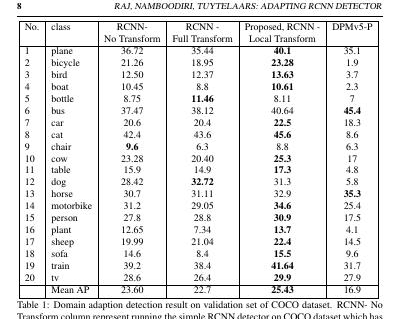 8 RAJ, NAMBOODIRI, TUYTELAARS: ADAPTING RCNN DETECTOR
No. class RCNN- No Transform RCNN - Full Transform Proposed, RCNN - Local Transform DPMv5-P
1 plane 36.72 35.44 40.1 35.1
2 bicycle 21.26 18.95 23.28 1.9
3 bird 12.50 12.37 13.63 3.7
4 boat 10.45 8.8 10.61 2.3
5 bottle 8.75 11.46 8.11 7
6 bus 37.47 38.12 40.64 45.4
7 car 20.6 20.4 22.5 18.3
8 cat 42.4 43.6 45.6 8.6
9 chair 9.6 6.3 8.8 6.3
10 cow 23.28 20.40 25.3 17
11 table 15.9 14.9 17.3 4.8
12 dog 28.42 32.72 31.3 5.8
13 horse 30.7 31.11 32.9 35.3
14 motorbike 31.2 29.05 34.6 25.4
15 person 27.8 28.8 30.9 17.5
16 plant 12.65 7.34 13.7 4.1
17 sheep 19.99 21.04 22.4 14.5
18 sofa 14.6 8.4 15.5 9.6
19 train 39.2 38.4 41.64 31.7
20 tv 28.6 26.4 29.9 27.9
Mean AP 23.60 22.7 25.43 16.9
Table 1: Domain adaption detection result on validation set of COCO dataset. RCNN- No
Transform column represent running the simple RCNN detector on COCO dataset which has